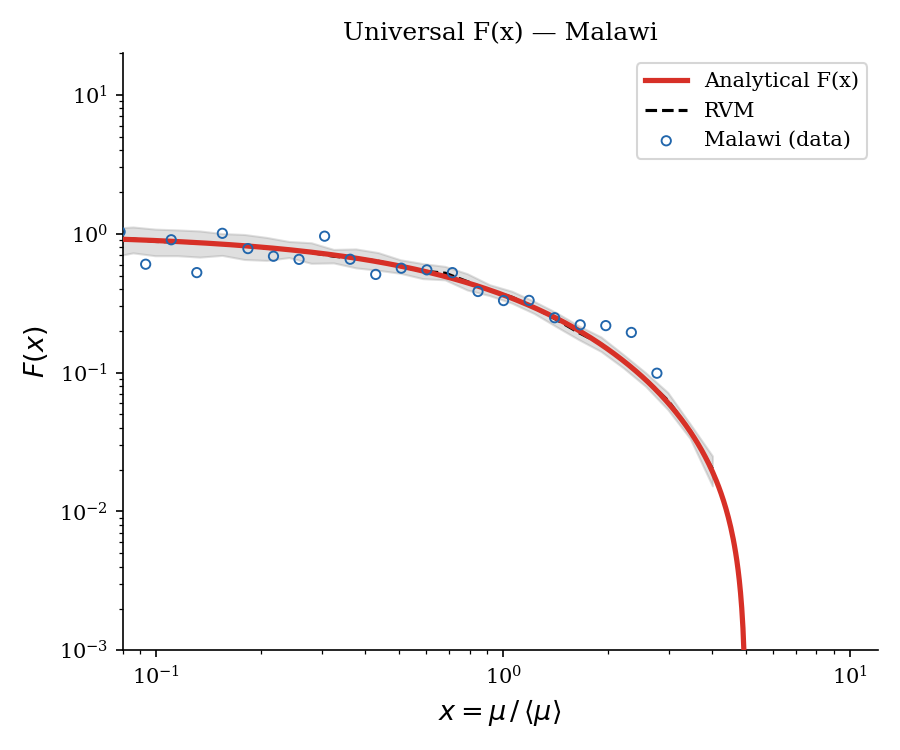 Universal F(x) — Malawi
Analytical F(x)
RVM
Malawi (data)
10¹
10⁰
10⁻¹
10⁻²
10⁻³
F(x)
10⁻¹
10⁰
10¹
x = μ / ⟨μ⟩